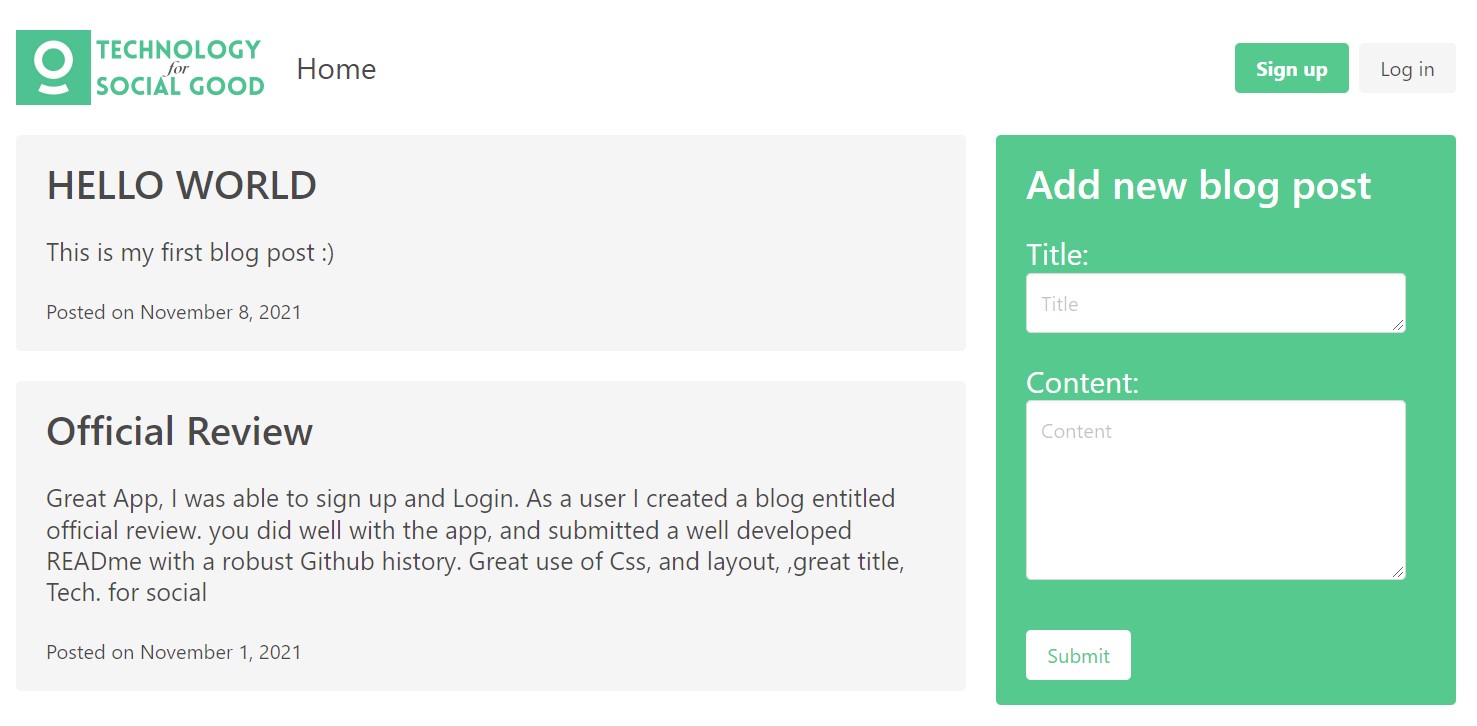 TECHNOLOGY
for
SOCIAL GOOD
Home
Sign up
Log in
HELLO WORLD
This is my first blog post :)
Posted on November 8, 2021
Official Review
Great App, I was able to sign up and Login. As a user I created a blog entitled
official review. you did well with the app, and submitted a well developed
READme with a robust Github history. Great use of Css, and layout, ,great title,
Tech. for social
Posted on November 1, 2021
Add new blog post
Title:
Title
Content:
Content
Submit